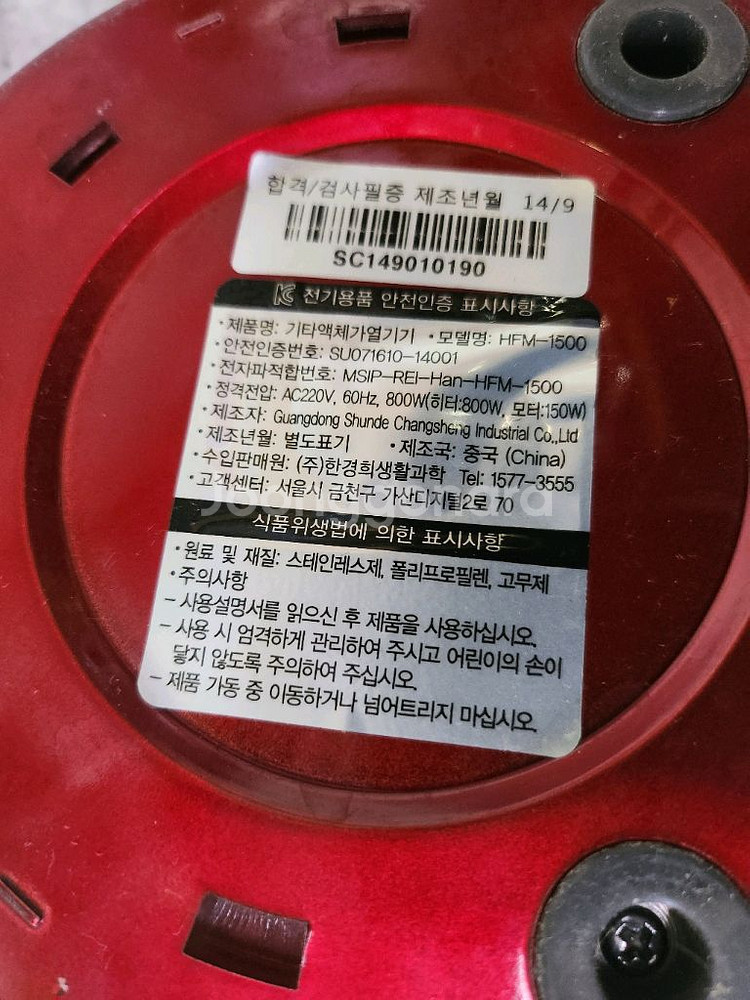 합격/검사필증 제조년월 14/9
SC149010190
전기용품 안전인증 표시사항
·제품명: 기타액체가열기기 ·모델명: HFM-1500
·안전인증번호: SU071610-14001
·전자파적합번호: MSIP-REI-Han-HFM-1500
·정격전압: AC220V, 60Hz, 800W(히터:800W, 모터:150W)
·제조자: Guangdong Shunde Changsheng Industrial Co.,Ltd
·제조년월: 별도표기 ·제조국: 중국 (China)
·수입판매원: (주)한경희생활과학 Tel: 1577-3555
·고객센터: 서울시 금천구 가산디지털2로 70
Joonggonara
식품위생법에 의한 표시사항
·원료 및 재질: 스테인레스제, 폴리프로필렌, 고무제
·주의사항
- 사용설명서를 읽으신 후 제품을 사용하십시오.
- 사용 시 엄격하게 관리하여 주시고 어린이의 손이
닿지 않도록 주의하여 주십시오.
- 제품 가동 중 이동하거나 넘어트리지 마십시오.